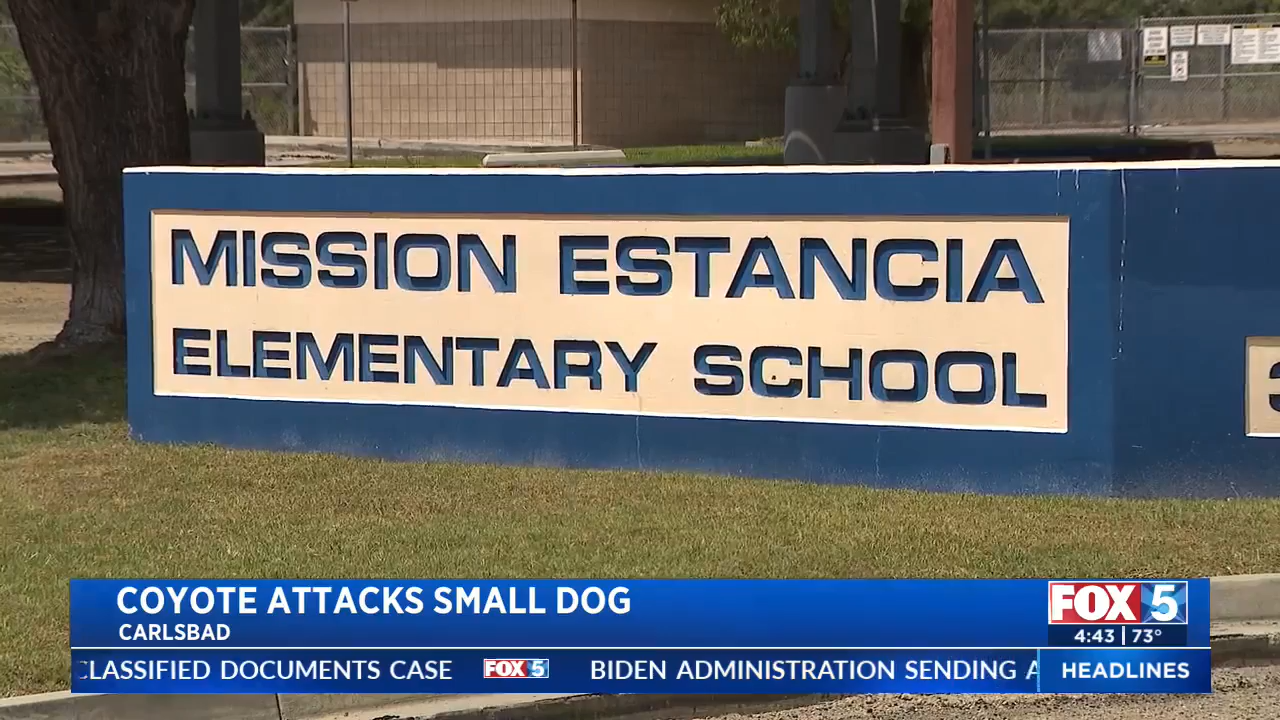 MISSION ESTANCIA
ELEMENTARY SCHOOL
COYOTE ATTACKS SMALL DOG
CARLSBAD
FOX 5
4:43 | 73°
CLASSIFIED DOCUMENTS CASE FOX 5 BIDEN ADMINISTRATION SENDING
HEADLINES